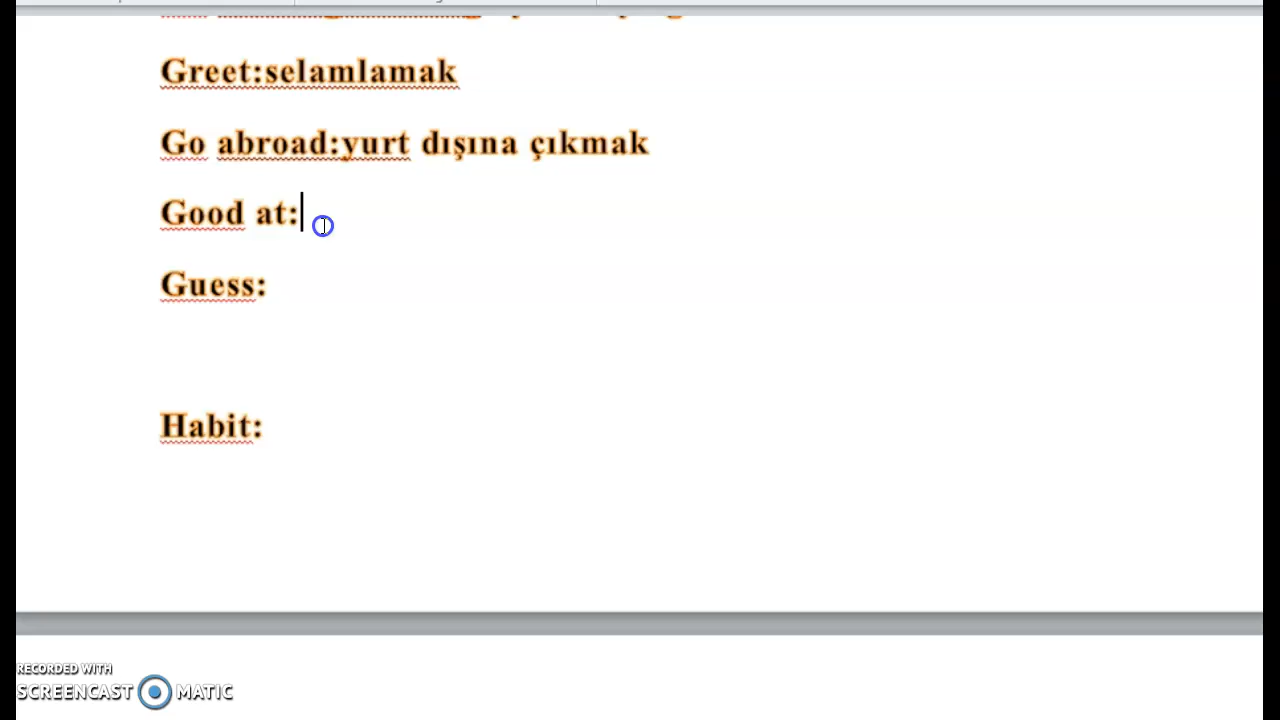 Greet:selamlamak
Go abroad:yurt dışına çıkmak
Good at:
Guess:
Habit:
RECORDED WITH
SCREENCAST MATIC